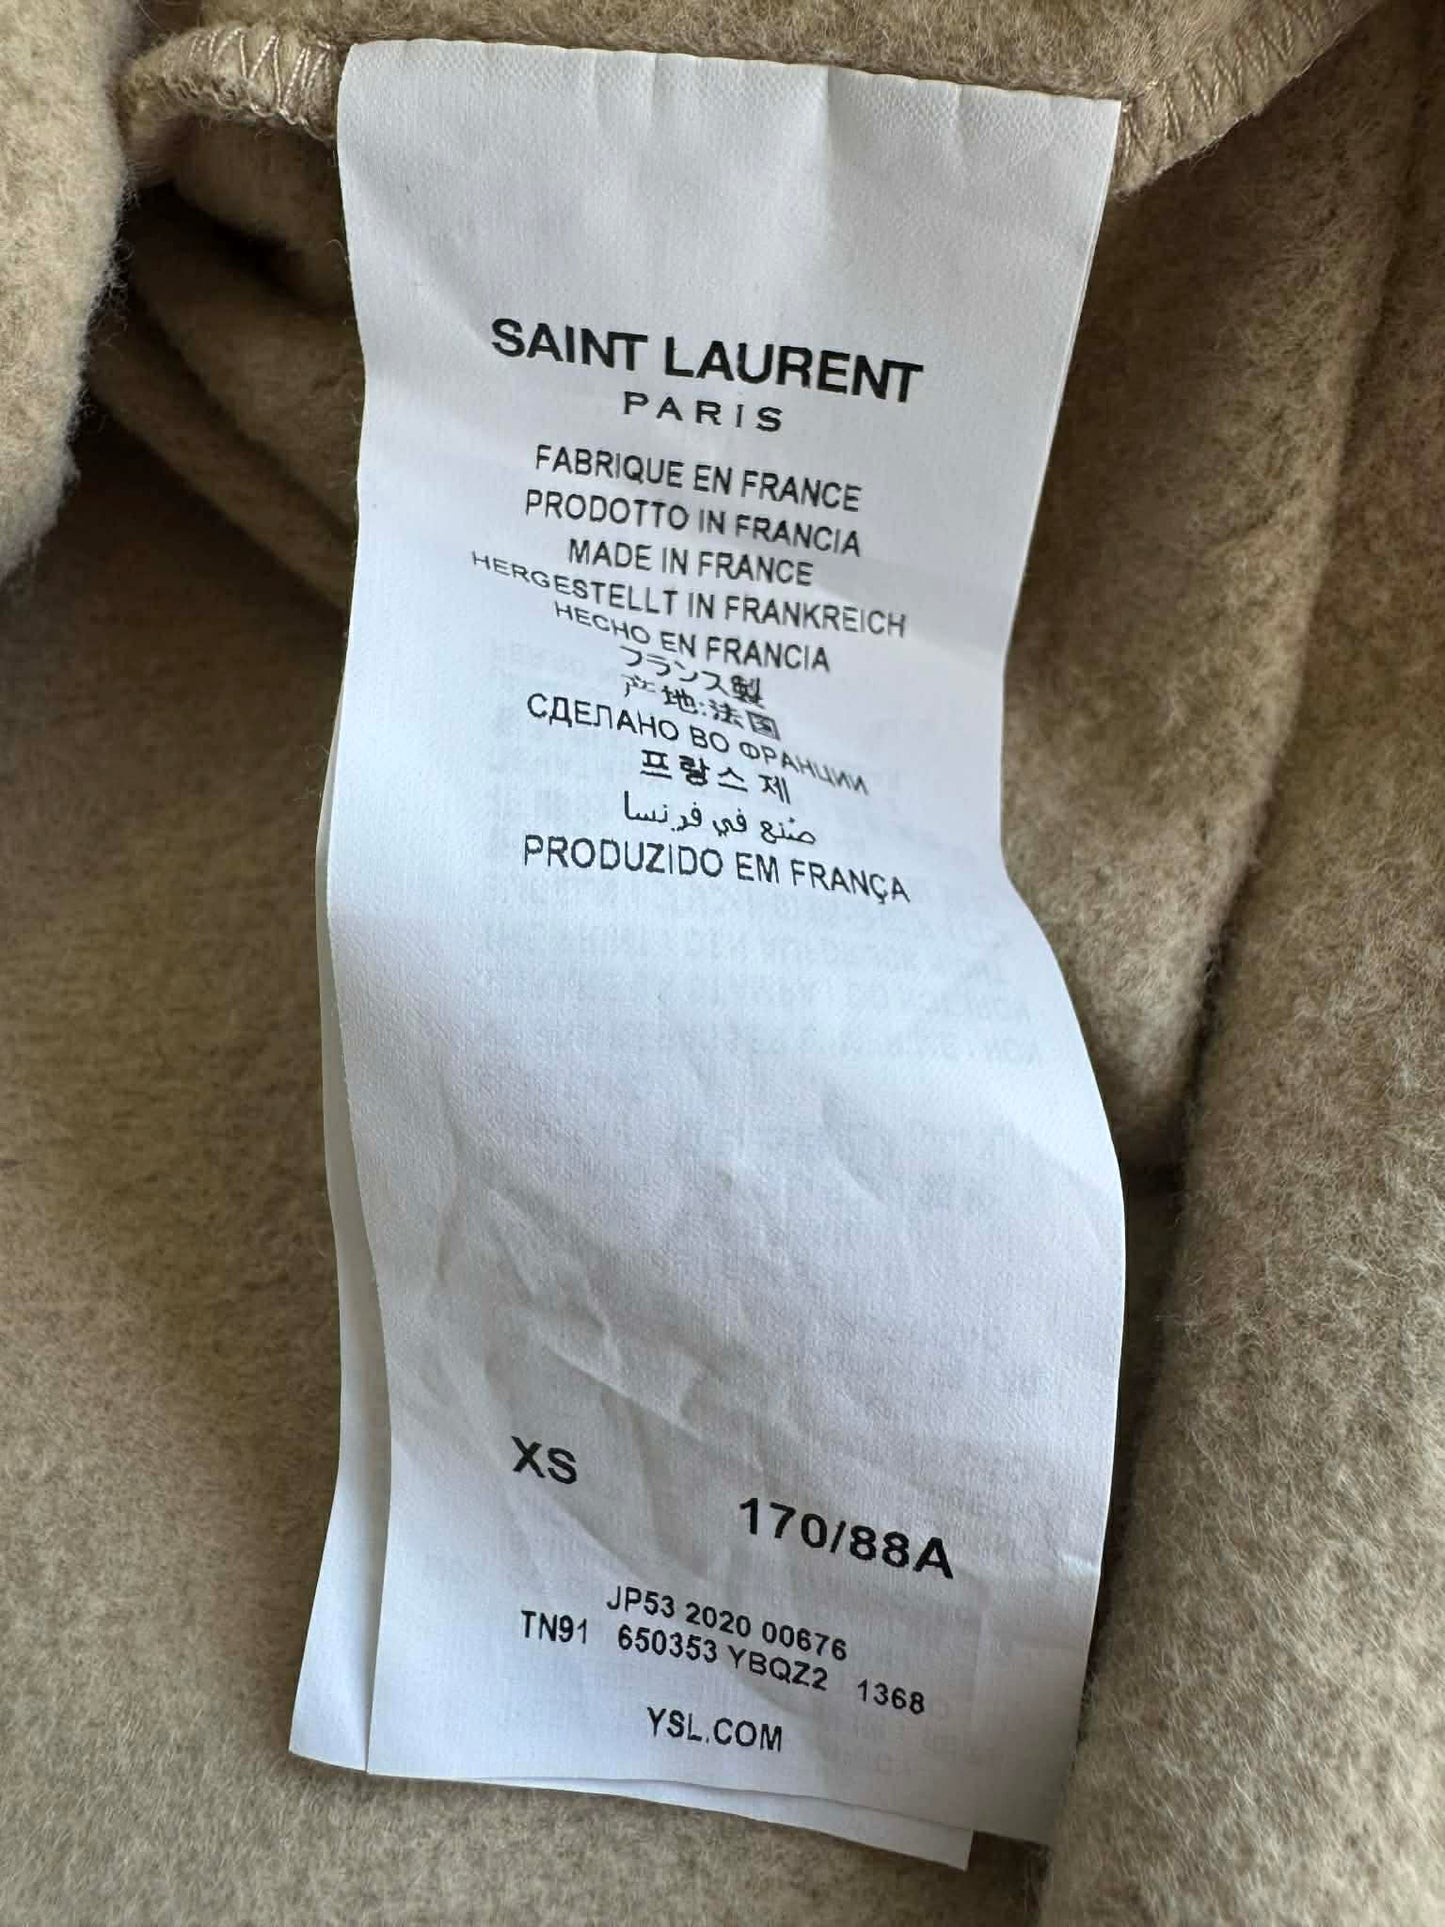 SAINT LAURENT
PARIS
FABRIQUE EN FRANCE
PRODOTTO IN FRANCIA
MADE IN FRANCE
HERGESTELLT IN FRANKREICH
HECHO EN FRANCIA
フランス製
产地:法国
СДЕЛАНО ВО ФРАНЦИИ
프랑스 제
صُنع في فرنسا
PRODUZIDO EM FRANÇA
XS 170/88A
JP53 2020 00676
TN91 650353 YBQZ2 1368
YSL.COM